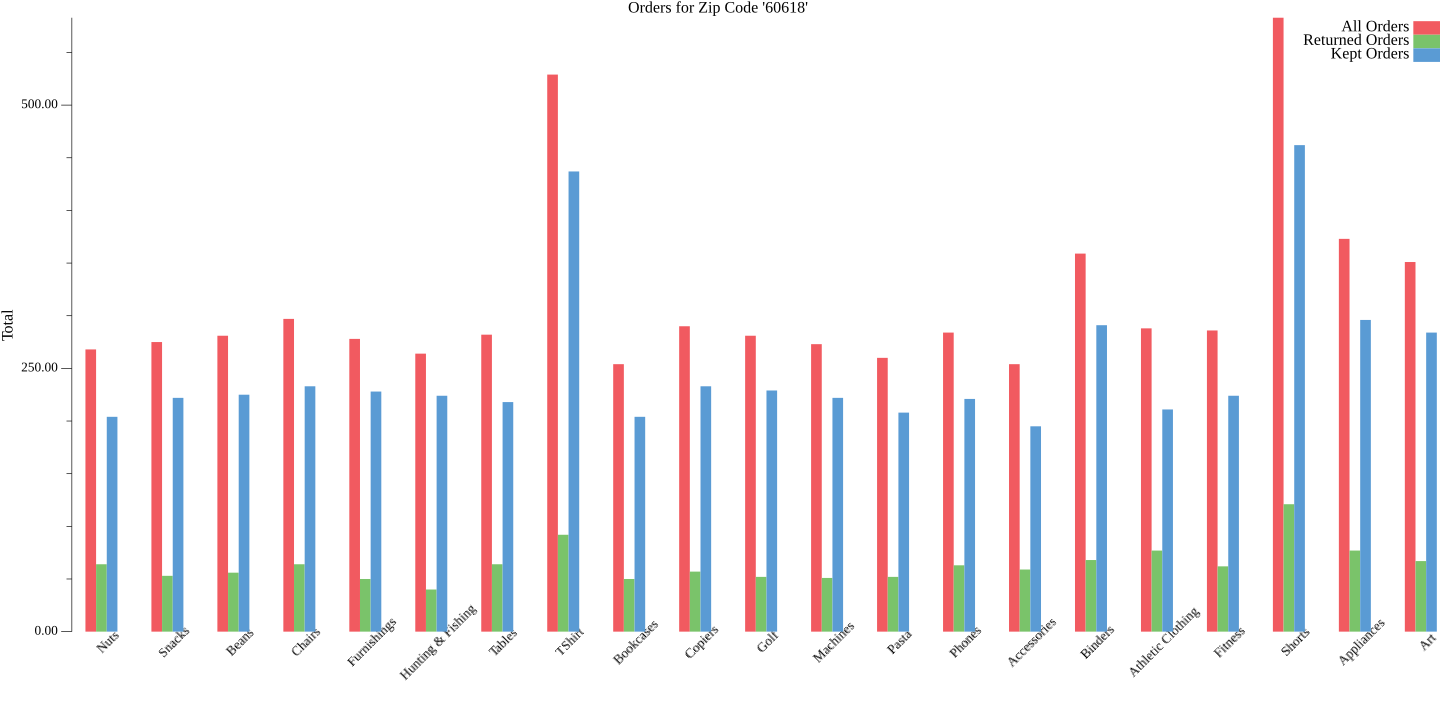 Orders for Zip Code '60618'
All Orders
Returned Orders
Kept Orders
Total
500.00
250.00
0.00
Nuts
Snacks
Beans
Chairs
Furnishings
Hunting & Fishing
Tables
TShirt
Bookcases
Copiers
Golf
Machines
Pasta
Phones
Accessories
Binders
Athletic Clothing
Fitness
Shorts
Appliances
Art